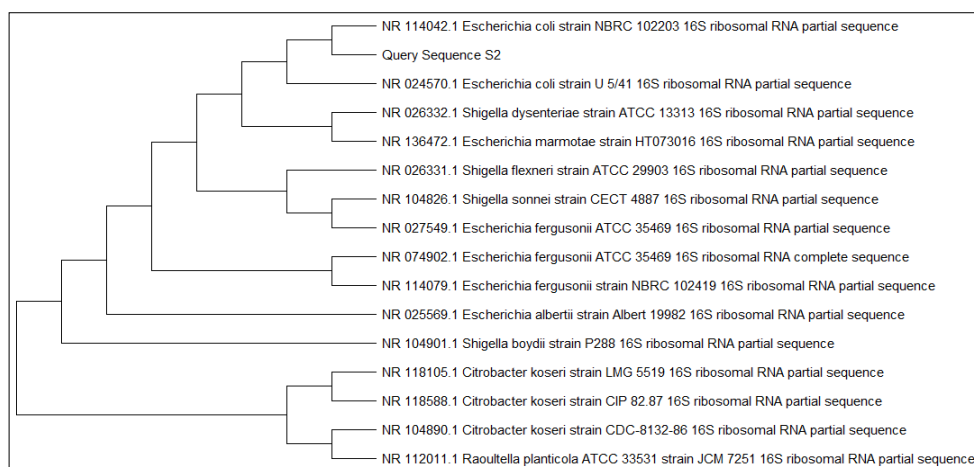 NR 114042.1 Escherichia coli strain NBRC 102203 16S ribosomal RNA partial sequence
Query Sequence S2
NR 024570.1 Escherichia coli strain U 5/41 16S ribosomal RNA partial sequence
NR 026332.1 Shigella dysenteriae strain ATCC 13313 16S ribosomal RNA partial sequence
NR 136472.1 Escherichia marmotae strain HT073016 16S ribosomal RNA partial sequence
NR 026331.1 Shigella flexneri strain ATCC 29903 16S ribosomal RNA partial sequence
NR 104826.1 Shigella sonnei strain CECT 4887 16S ribosomal RNA partial sequence
NR 027549.1 Escherichia fergusonii ATCC 35469 16S ribosomal RNA partial sequence
NR 074902.1 Escherichia fergusonii ATCC 35469 16S ribosomal RNA complete sequence
NR 114079.1 Escherichia fergusonii strain NBRC 102419 16S ribosomal RNA partial sequence
NR 025569.1 Escherichia albertii strain Albert 19982 16S ribosomal RNA partial sequence
NR 104901.1 Shigella boydii strain P288 16S ribosomal RNA partial sequence
NR 118105.1 Citrobacter koseri strain LMG 5519 16S ribosomal RNA partial sequence
NR 118588.1 Citrobacter koseri strain CIP 82.87 16S ribosomal RNA partial sequence
NR 104890.1 Citrobacter koseri strain CDC-8132-86 16S ribosomal RNA partial sequence
NR 112011.1 Raoultella planticola ATCC 33531 strain JCM 7251 16S ribosomal RNA partial sequence